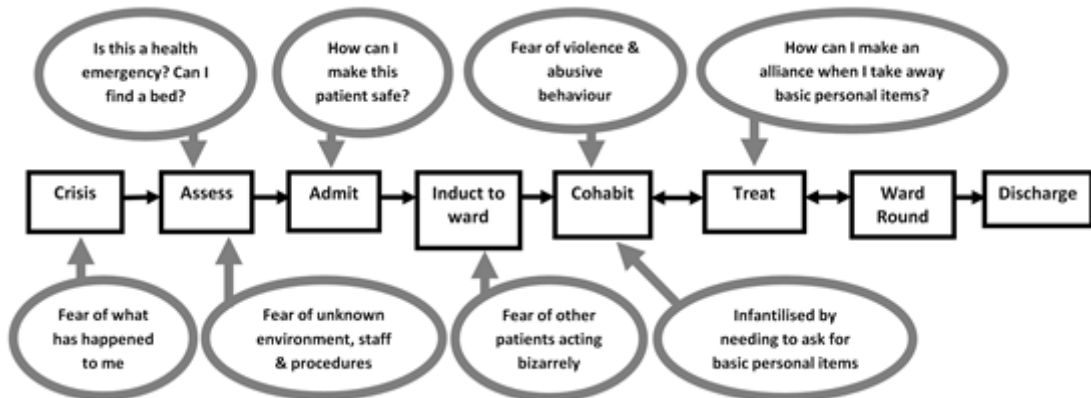 Is this a health
emergency? Can I
find a bed?
How can I
make this
patient safe?
Fear of violence &
abusive
behaviour
How can I make an
alliance when I take away
basic personal items?
Crisis
Assess
Admit
Induct to
ward
Cohabit
Treat
Ward
Round
Discharge
Fear of what
has happened
to me
Fear of unknown
environment, staff
& procedures
Fear of other
patients acting
bizarrely
Infantilised by
needing to ask for
basic personal items